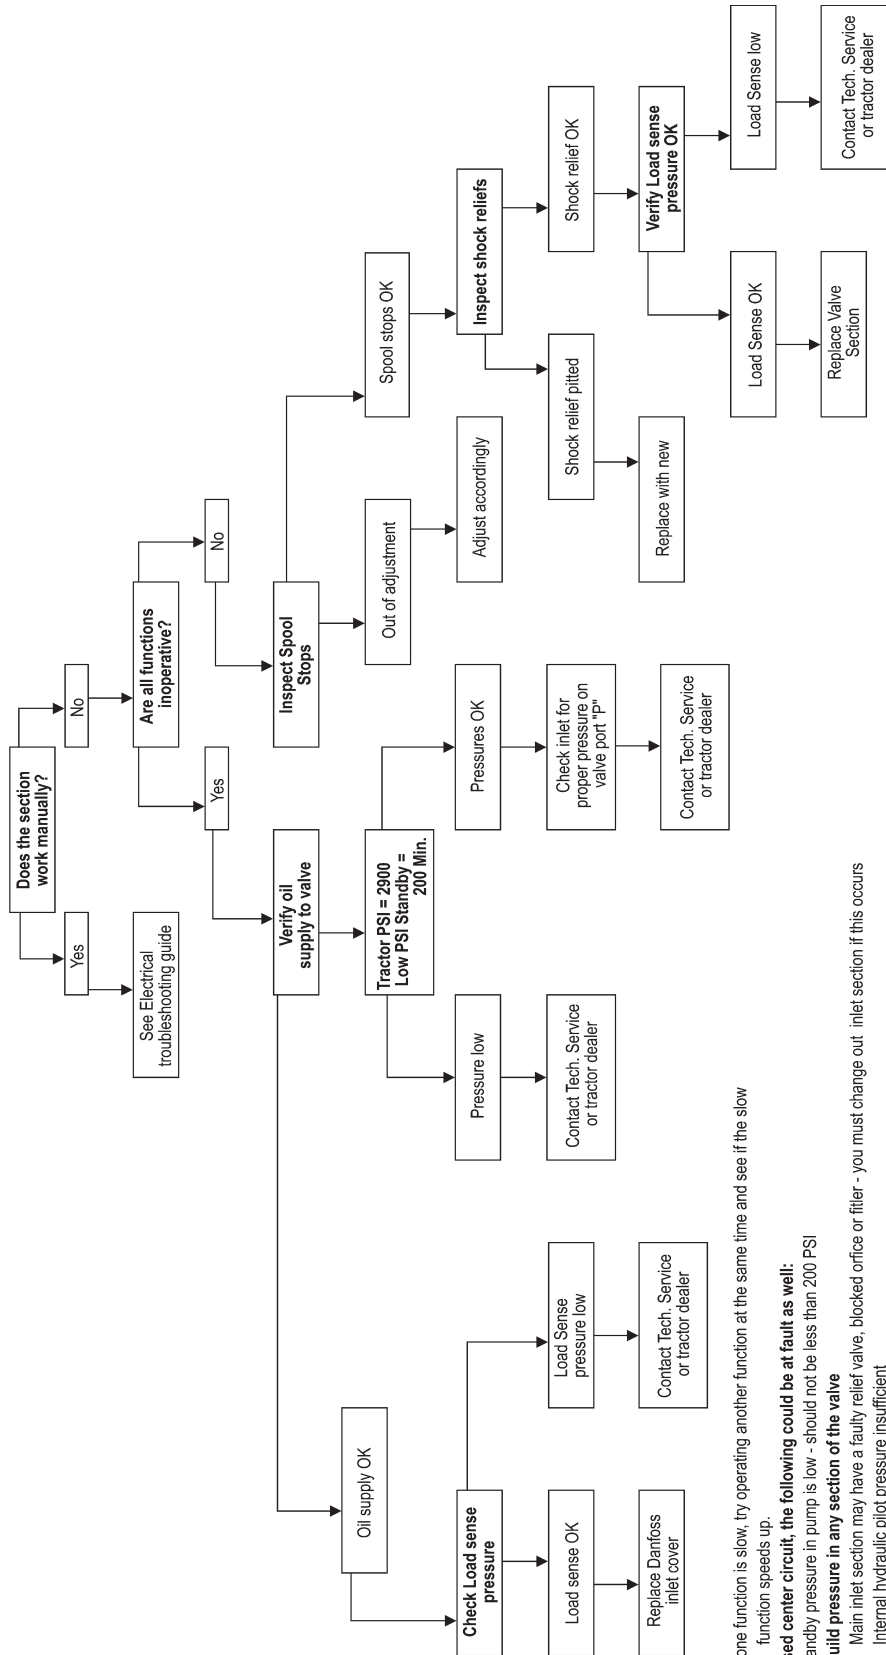 Does the section
work manually?
Yes
No
See Electrical
troubleshooting guide
Are all functions
inoperative?
Yes
No
Verify oil
supply to valve
Inspect Spool
Stops
Oil supply OK
Tractor PSI = 2900
Low PSI Standby =
200 Min.
Out of adjustment
Spool stops OK
Check Load sense
pressure
Pressure low
Pressures OK
Adjust accordingly
Inspect shock reliefs
Load sense OK
Load Sense
pressure low
Contact Tech. Service
or tractor dealer
Check inlet for
proper pressure on
valve port "P"
Shock relief pitted
Shock relief OK
Replace Danfoss
inlet cover
Contact Tech. Service
or tractor dealer
Contact Tech. Service
or tractor dealer
Replace with new
Verify Load sense
pressure OK
Load Sense OK
Load Sense low
Replace Valve
Section
Contact Tech. Service
or tractor dealer
one function is slow, try operating another function at the same time and see if the slow
function speeds up.
sed center circuit, the following could be at fault as well:
andby pressure in pump is low - should not be less than 200 PSI
uild pressure in any section of the valve
Main inlet section may have a faulty relief valve, blocked orfice or fitler - you must change out inlet section if this occurs
Internal hydraulic pilot pressure insufficient